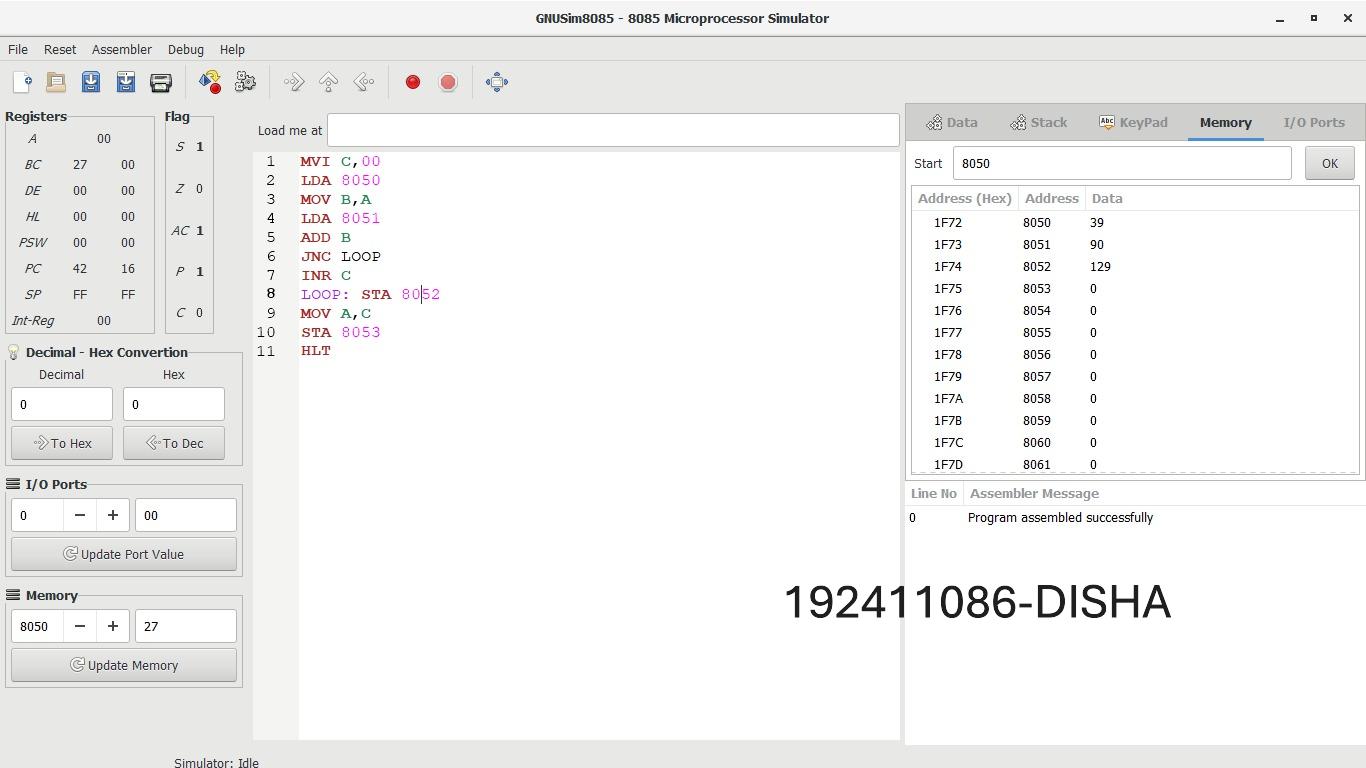 GNUSim8085 - 8085 Microprocessor Simulator
File Reset Assembler Debug Help
Registers
A 00
BC 27 00
DE 00 00
HL 00 00
PSW 00 00
PC 42 16
SP FF FF
Int-Reg 00
Flag
S 1
Z 0
AC 1
P 1
C 0
Decimal - Hex Convertion
Decimal Hex
0 0
To Hex To Dec
I/O Ports
0 00
Update Port Value
Memory
8050 27
Update Memory
Load me at
1 MVI C,00
2 LDA 8050
3 MOV B,A
4 LDA 8051
5 ADD B
6 JNC LOOP
7 INR C
8 LOOP: STA 8052
9 MOV A,C
10 STA 8053
11 HLT
Data Stack Abc KeyPad Memory I/O Ports
Start 8050 OK
Address (Hex) Address Data
1F72 8050 39
1F73 8051 90
1F74 8052 129
1F75 8053 0
1F76 8054 0
1F77 8055 0
1F78 8056 0
1F79 8057 0
1F7A 8058 0
1F7B 8059 0
1F7C 8060 0
1F7D 8061 0
Line No Assembler Message
0 Program assembled successfully
192411086-DISHA
Simulator: Idle